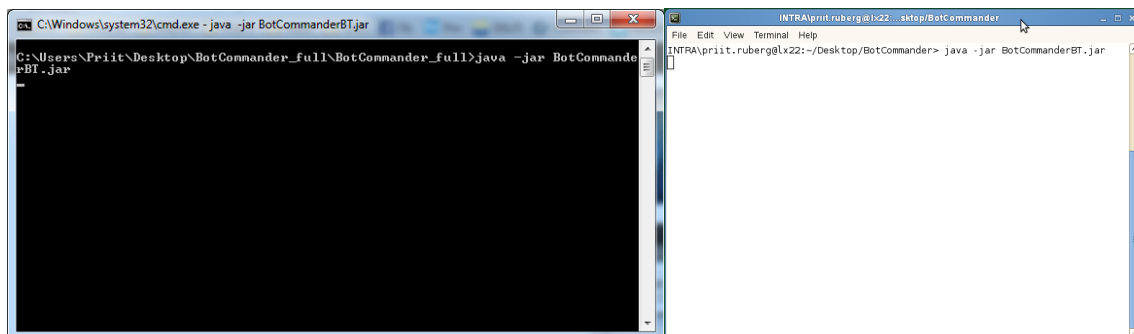 C:\Windows\system32\cmd.exe - java -jar BotCommanderBT.jar
C:\Users\Priit\Desktop\BotCommander_full\BotCommander_full>java -jar BotCommande
rBT.jar
INTRA\priit.ruberg@lx22:...sktop/BotCommander
File Edit View Terminal Help
INTRA\priit.ruberg@lx22:~/Desktop/BotCommander> java -jar BotCommanderBT.jar